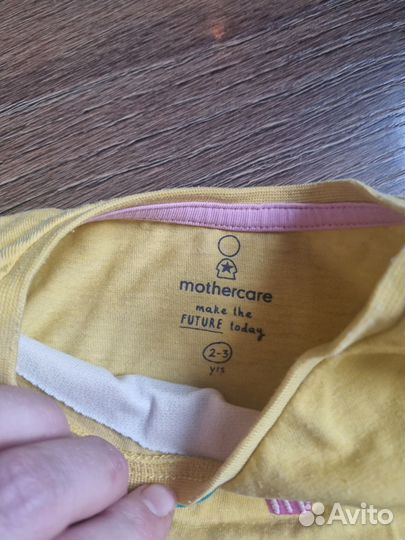 mothercare
make the
FUTURE today
2-3
yrs
Avito